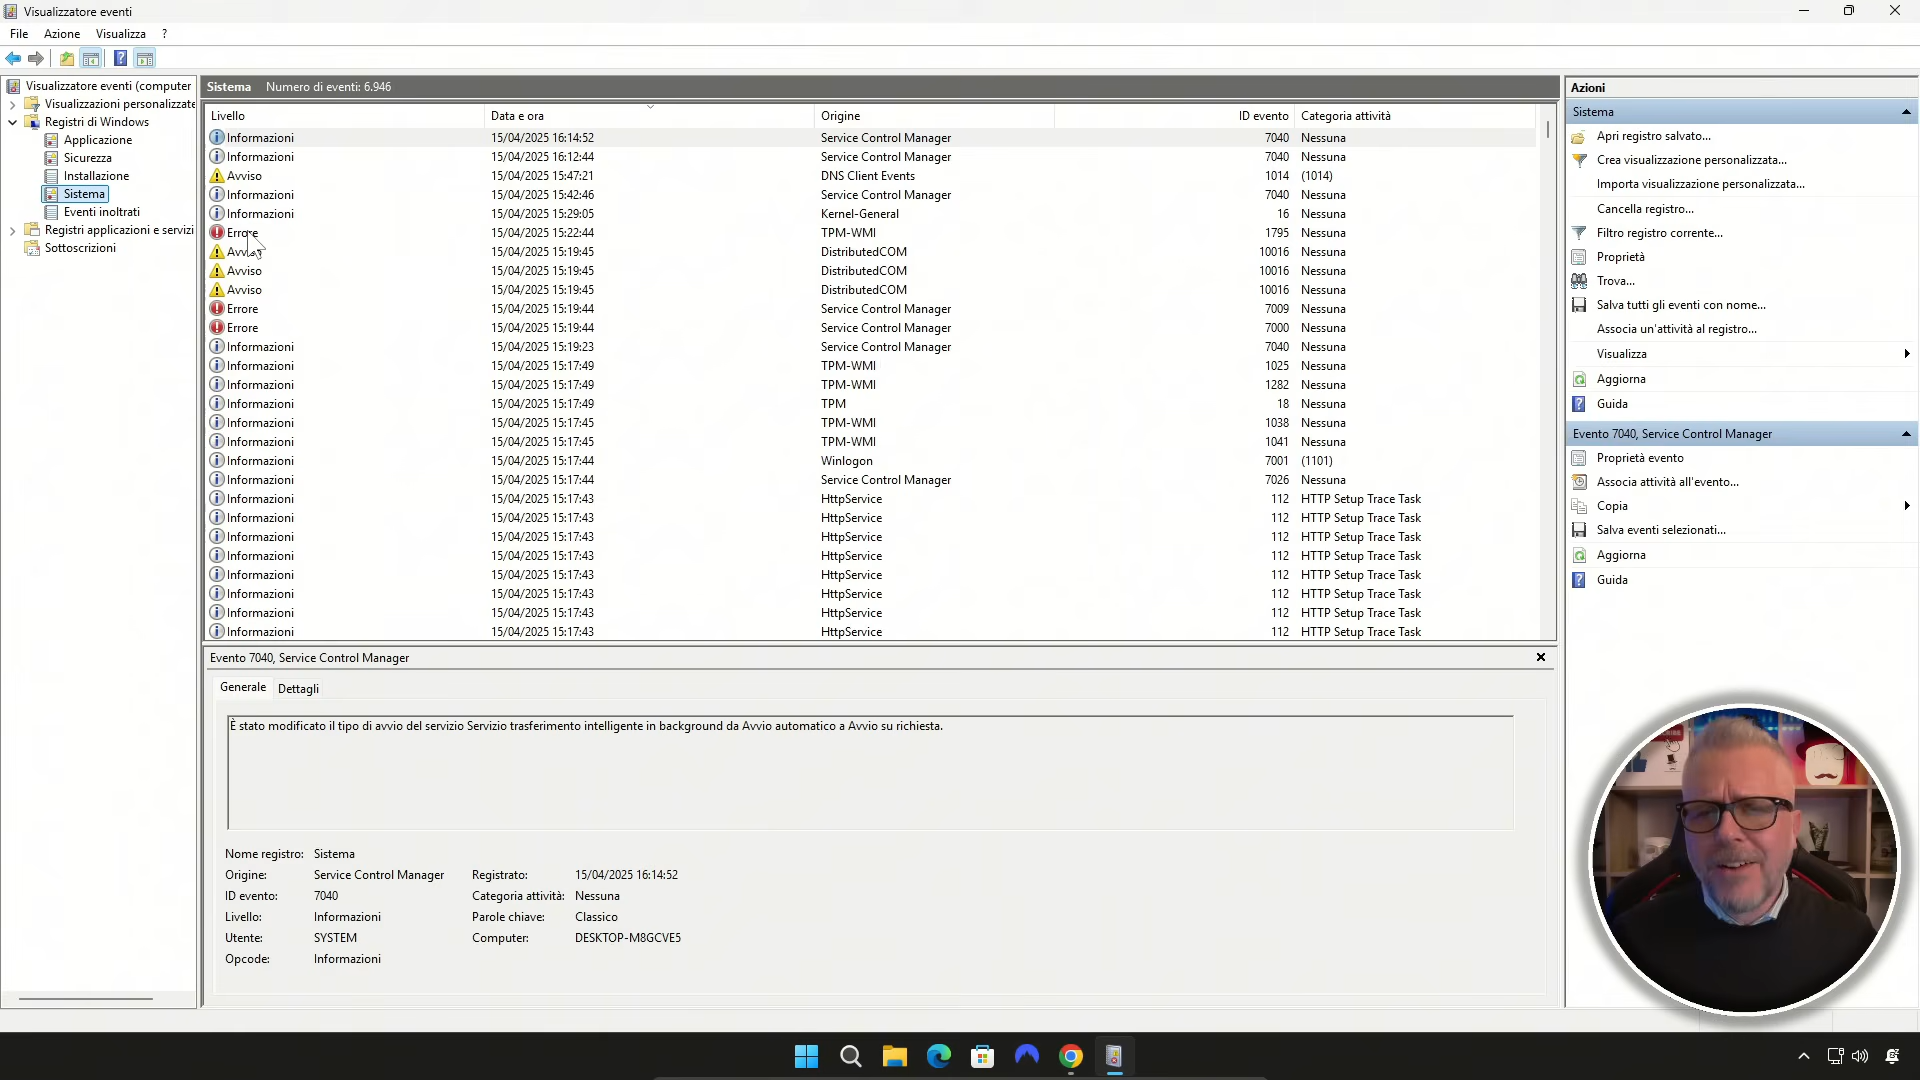 Visualizzatore eventi
File Azione Visualizza ?
Visualizzatore eventi (computer
Visualizzazioni personalizzate
Registri di Windows
Applicazione
Sicurezza
Installazione
Sistema
Eventi inoltrati
Registri applicazioni e servizi
Sottoscrizioni
Sistema Numero di eventi: 6.946
Livello Data e ora Origine ID evento Categoria attività
Informazioni 15/04/2025 16:14:52 Service Control Manager 7040 Nessuna
Informazioni 15/04/2025 16:12:44 Service Control Manager 7040 Nessuna
Avviso 15/04/2025 15:47:21 DNS Client Events 1014 (1014)
Informazioni 15/04/2025 15:42:46 Service Control Manager 7040 Nessuna
Informazioni 15/04/2025 15:29:05 Kernel-General 16 Nessuna
Errore 15/04/2025 15:22:44 TPM-WMI 1795 Nessuna
Avviso 15/04/2025 15:19:45 DistributedCOM 10016 Nessuna
Avviso 15/04/2025 15:19:45 DistributedCOM 10016 Nessuna
Avviso 15/04/2025 15:19:45 DistributedCOM 10016 Nessuna
Errore 15/04/2025 15:19:44 Service Control Manager 7009 Nessuna
Errore 15/04/2025 15:19:44 Service Control Manager 7000 Nessuna
Informazioni 15/04/2025 15:19:23 Service Control Manager 7040 Nessuna
Informazioni 15/04/2025 15:17:49 TPM-WMI 1025 Nessuna
Informazioni 15/04/2025 15:17:49 TPM-WMI 1282 Nessuna
Informazioni 15/04/2025 15:17:49 TPM 18 Nessuna
Informazioni 15/04/2025 15:17:45 TPM-WMI 1038 Nessuna
Informazioni 15/04/2025 15:17:45 TPM-WMI 1041 Nessuna
Informazioni 15/04/2025 15:17:44 Winlogon 7001 (1101)
Informazioni 15/04/2025 15:17:44 Service Control Manager 7026 Nessuna
Informazioni 15/04/2025 15:17:43 HttpService 112 HTTP Setup Trace Task
Informazioni 15/04/2025 15:17:43 HttpService 112 HTTP Setup Trace Task
Informazioni 15/04/2025 15:17:43 HttpService 112 HTTP Setup Trace Task
Informazioni 15/04/2025 15:17:43 HttpService 112 HTTP Setup Trace Task
Informazioni 15/04/2025 15:17:43 HttpService 112 HTTP Setup Trace Task
Informazioni 15/04/2025 15:17:43 HttpService 112 HTTP Setup Trace Task
Informazioni 15/04/2025 15:17:43 HttpService 112 HTTP Setup Trace Task
Informazioni 15/04/2025 15:17:43 HttpService 112 HTTP Setup Trace Task
Evento 7040, Service Control Manager
Generale Dettagli
È stato modificato il tipo di avvio del servizio Servizio trasferimento intelligente in background da Avvio automatico a Avvio su richiesta.
Nome registro: Sistema
Origine: Service Control Manager Registrato: 15/04/2025 16:14:52
ID evento: 7040 Categoria attività: Nessuna
Livello: Informazioni Parole chiave: Classico
Utente: SYSTEM Computer: DESKTOP-M8GCVE5
Opcode: Informazioni
Azioni
Sistema
Apri registro salvato...
Crea visualizzazione personalizzata...
Importa visualizzazione personalizzata...
Cancella registro...
Filtro registro corrente...
Proprietà
Trova...
Salva tutti gli eventi con nome...
Associa un'attività al registro...
Visualizza
Aggiorna
Guida
Evento 7040, Service Control Manager
Proprietà evento
Associa attività all'evento...
Copia
Salva eventi selezionati...
Aggiorna
Guida